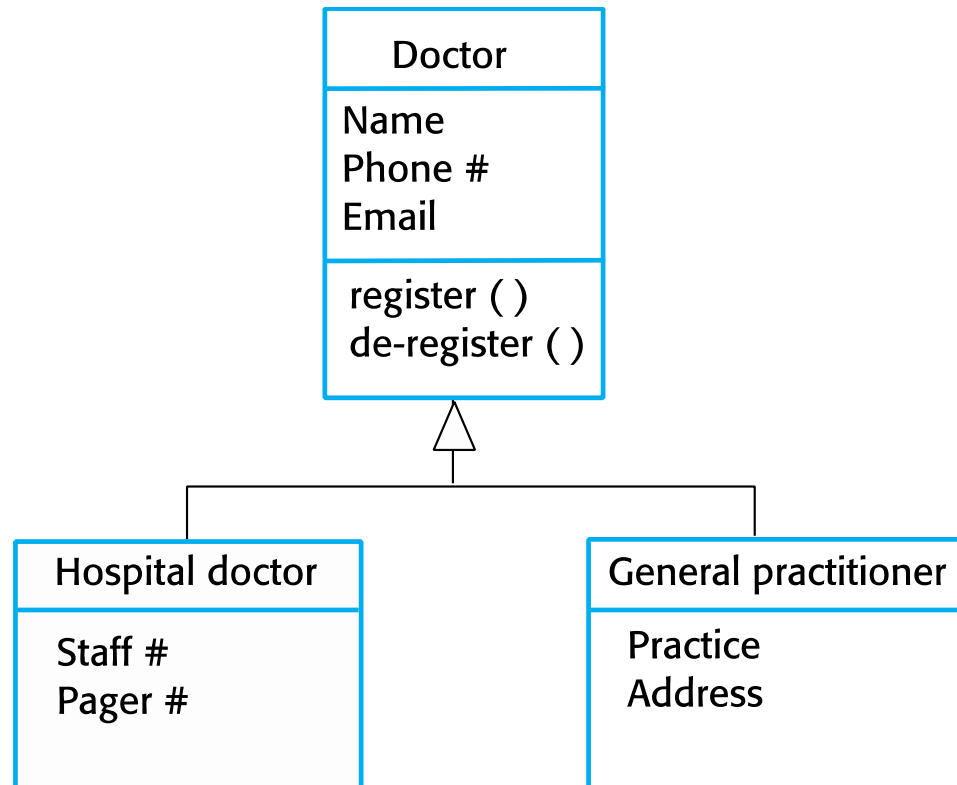 Doctor
Name
Phone #
Email
register ( )
de-register ( )
Hospital doctor
Staff #
Pager #
General practitioner
Practice
Address